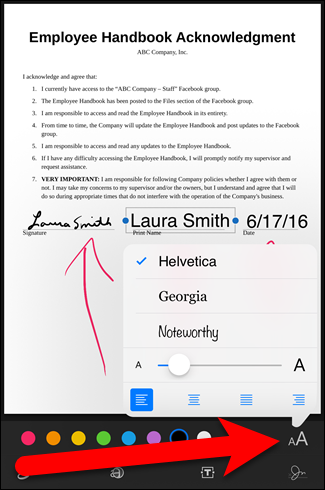 Employee Handbook Acknowledgment
ABC Company, Inc.
I acknowledge and agree that:
1. I currently have access to the “ABC Company – Staff” Facebook group.
2. The Employee Handbook has been posted to the Files section of the Facebook group.
3. I am responsible to access and read the Employee Handbook in its entirety.
4. From time to time, the Company will update the Employee Handbook and post updates to the Facebook
group.
5. I am responsible to access and read any updates to the Employee Handbook.
6. If I have any difficulty accessing the Employee Handbook, I will promptly notify my supervisor and
request assistance.
7. VERY IMPORTANT: I am responsible for following Company policies whether I agree with them or
not. I may take my concerns to my supervisor and/or the owners, but I understand and agree that I will
do so during appropriate times that do not interfere with the operation of the Company's business.
Laura Smith Laura Smith 6/17/16
Signature Print Name Date
Helvetica
Georgia
Noteworthy
A A
AA
T